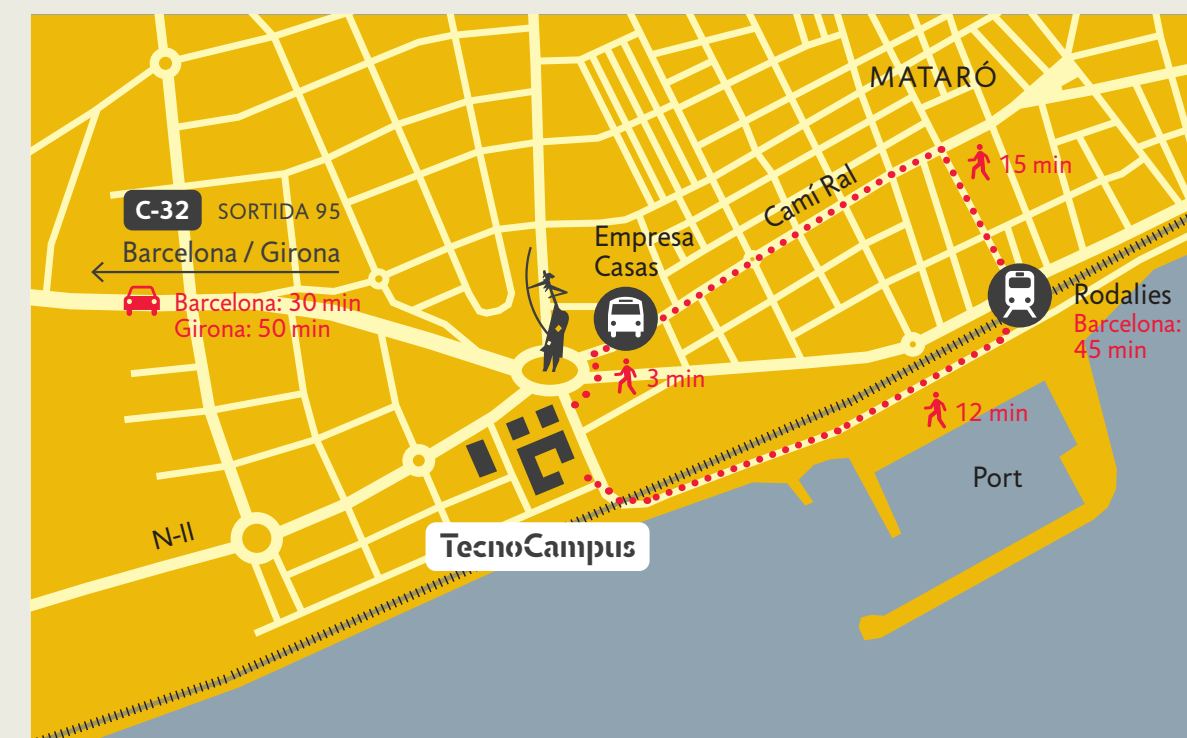 MATARÓ
15 min
Camí Ral
C-32 SORTIDA 95
Barcelona / Girona
Barcelona: 30 min
Girona: 50 min
Empresa
Casas
Rodalies
Barcelona:
45 min
3 min
12 min
Port
N-II
TecnoCampus